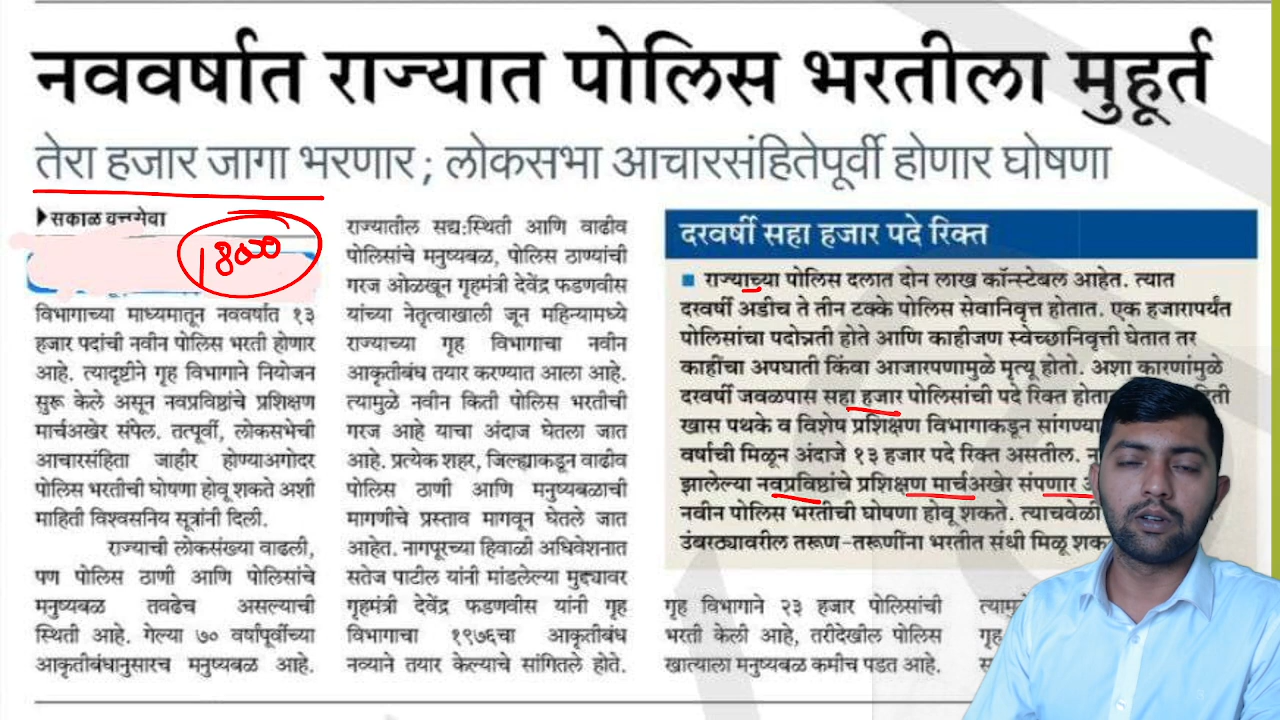 नववर्षात राज्यात पोलिस भरतीला मुहूर्त
तेरा हजार जागा भरणार ; लोकसभा आचारसंहितेपूर्वी होणार घोषणा
सकाळ वृत्तसेवा
18000
विभागाच्या माध्यमातून नववर्षात १३
हजार पदांची नवीन पोलिस भरती होणार
आहे. त्यादृष्टीने गृह विभागाने नियोजन
सुरू केले असून नवप्रविष्ठांचे प्रशिक्षण
मार्चअखेर संपेल. तत्पूर्वी, लोकसभेची
आचारसंहिता जाहीर होण्याअगोदर
पोलिस भरतीची घोषणा होवू शकते अशी
माहिती विश्वसनिय सूत्रांनी दिली.
राज्याची लोकसंख्या वाढली,
पण पोलिस ठाणी आणि पोलिसांचे
मनुष्यबळ तवढेच असल्याची
स्थिती आहे. गेल्या ७० वर्षांपूर्वीच्या
आकृतीबंधानुसारच मनुष्यबळ आहे.
राज्यातील सद्य:स्थिती आणि वाढीव
पोलिसांचे मनुष्यबळ, पोलिस ठाण्यांची
गरज ओळखून गृहमंत्री देवेंद्र फडणवीस
यांच्या नेतृत्वाखाली जून महिन्यामध्ये
राज्याच्या गृह विभागाचा नवीन
आकृतीबंध तयार करण्यात आला आहे.
त्यामुळे नवीन किती पोलिस भरतीची
गरज आहे याचा अंदाज घेतला जात
आहे. प्रत्येक शहर, जिल्ह्याकडून वाढीव
पोलिस ठाणी आणि मनुष्यबळाची
मागणीचे प्रस्ताव मागवून घेतले जात
आहेत. नागपूरच्या हिवाळी अधिवेशनात
सतेज पाटील यांनी मांडलेल्या मुद्द्यावर
गृहमंत्री देवेंद्र फडणवीस यांनी गृह
विभागाचा १९७६चा आकृतीबंध
नव्याने तयार केल्याचे सांगितले होते.
दरवर्षी सहा हजार पदे रिक्त
राज्याच्या पोलिस दलात दोन लाख कॉन्स्टेबल आहेत. त्यात
दरवर्षी अडीच ते तीन टक्के पोलिस सेवानिवृत्त होतात. एक हजारापर्यंत
पोलिसांचा पदोन्नती होते आणि काहीजण स्वेच्छानिवृत्ती घेतात तर
काहींचा अपघाती किंवा आजारपणामुळे मृत्यू होतो. अशा कारणांमुळे
दरवर्षी जवळपास सहा हजार पोलिसांची पदे रिक्त
खास पथके व विशेष प्रशिक्षण विभागाकडून
वर्षाची मिळून अंदाजे १३ हजार पदे रिक्त असतील.
झालेल्या नवप्रविष्ठांचे प्रशिक्षण मार्चअखेर संपणार
नवीन पोलिस भरतीची घोषणा होवू शकते. त्याचवेळी
उंबरठ्यावरील तरूण-तरूणींना भरतीत संधी मिळू
गृह विभागाने २३ हजार पोलिसांची
भरती केली आहे, तरीदेखील पोलिस
खात्याला मनुष्यबळ कमीच पडत आहे.